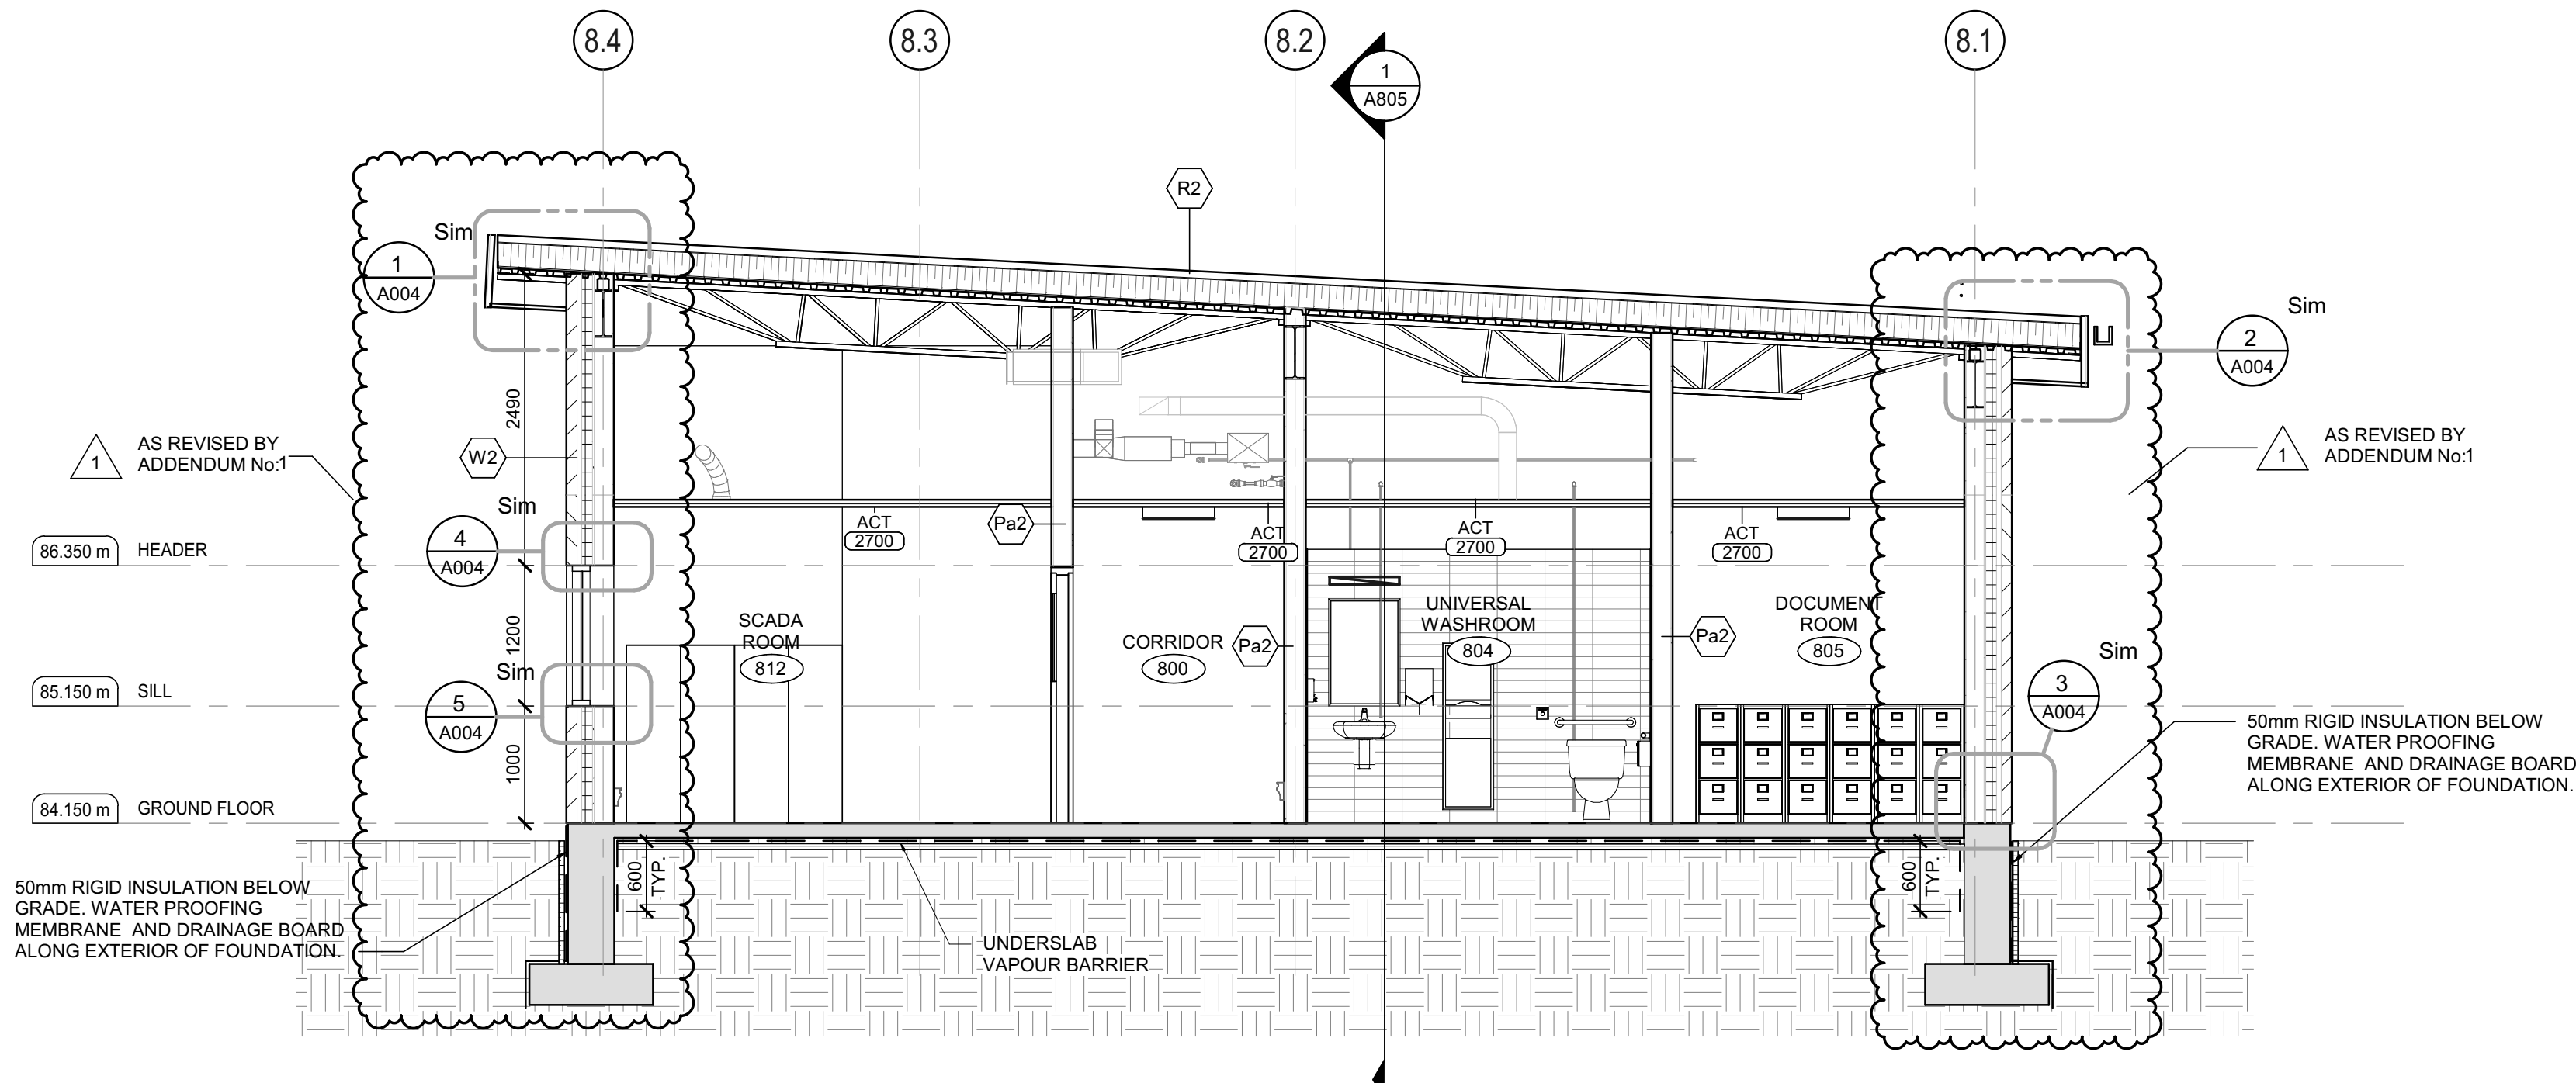 8.4
8.3
8.2
8.1
1
A805
R2
Sim
1
A004
Sim
2
A004
2490
W2
1
AS REVISED BY
ADDENDUM No:1
1
AS REVISED BY
ADDENDUM No:1
Sim
4
A004
86.350 m
HEADER
ACT
2700
Pa2
ACT
2700
ACT
2700
ACT
2700
1200
SCADA
ROOM
812
CORRIDOR
800
Pa2
UNIVERSAL
WASHROOM
804
Pa2
DOCUMENT
ROOM
805
Sim
3
A004
Sim
5
A004
85.150 m
SILL
50mm RIGID INSULATION BELOW
GRADE. WATER PROOFING
MEMBRANE AND DRAINAGE BOARD
ALONG EXTERIOR OF FOUNDATION.
1000
84.150 m
GROUND FLOOR
600
TYP.
600
TYP.
50mm RIGID INSULATION BELOW
GRADE. WATER PROOFING
MEMBRANE AND DRAINAGE BOARD
ALONG EXTERIOR OF FOUNDATION.
UNDERSLAB
VAPOUR BARRIER